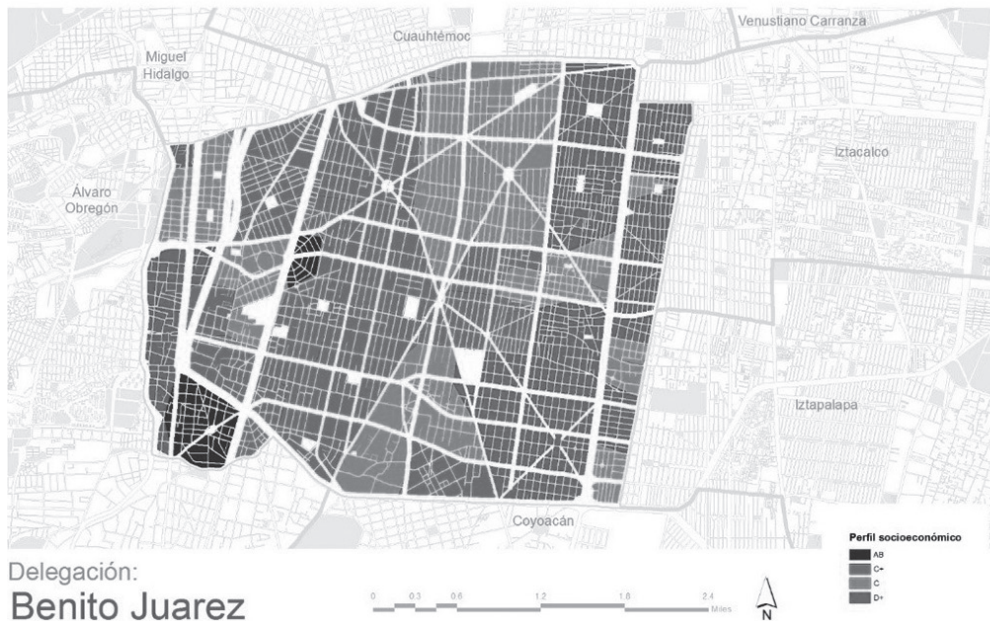 Venustiano Carranza
Cuauhtémoc
Miguel
Hidalgo
Iztacalco
Álvaro
Obregón
Iztapalapa
Coyoacán
Perfil socioeconómico
AB
C+
C
D+
Delegación:
Benito Juarez
0 0.3 0.6 1.2 1.8 2.4
Miles
N